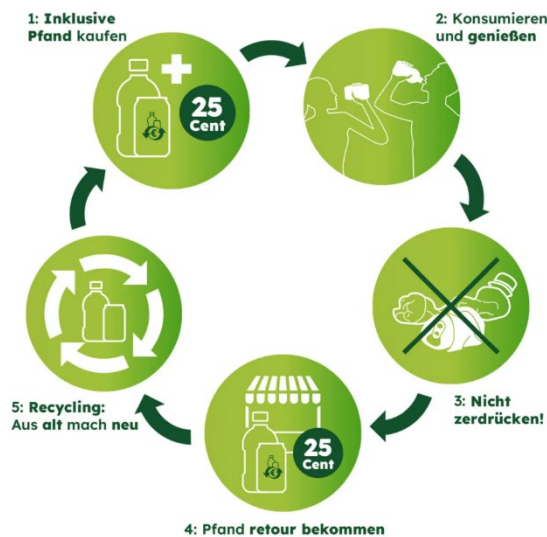 1: Inklusive
Pfand kaufen
25
Cent
2: Konsumieren
und genießen
3: Nicht
zerdrücken!
25
Cent
4: Pfand retour bekommen
5: Recycling:
Aus alt mach neu